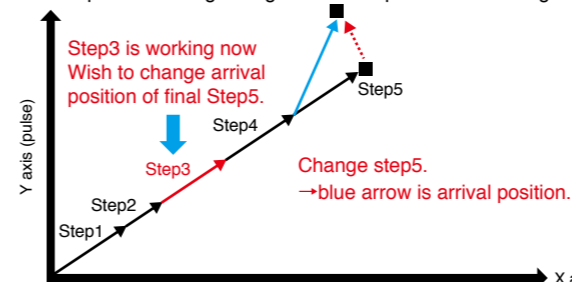 Step3 is working now
Wish to change arrival
position of final Step5.
Step5
Step4
Step3
Change step5.
→blue arrow is arrival position.
Step2
Step1
Y axis (pulse)
X a